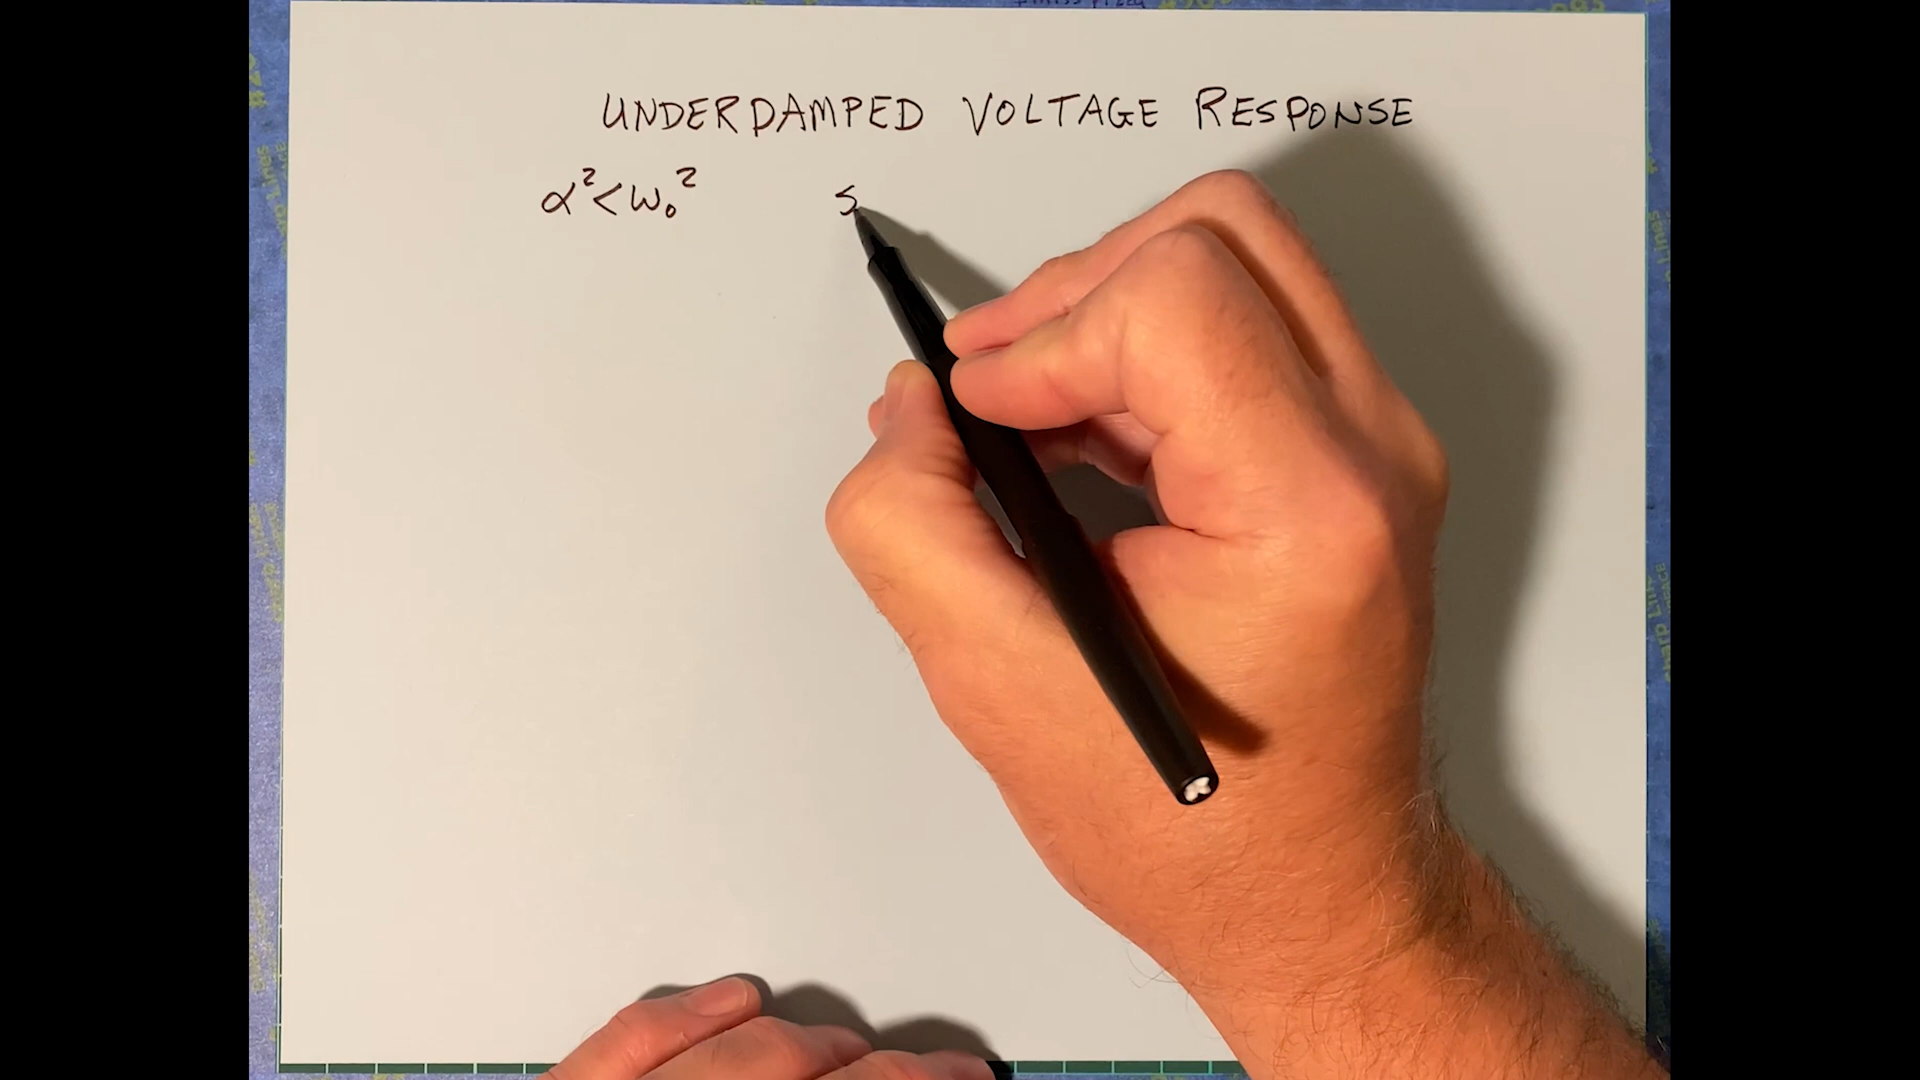 UNDERDAMPED VOLTAGE RESPONSE
α² < ω₀² s